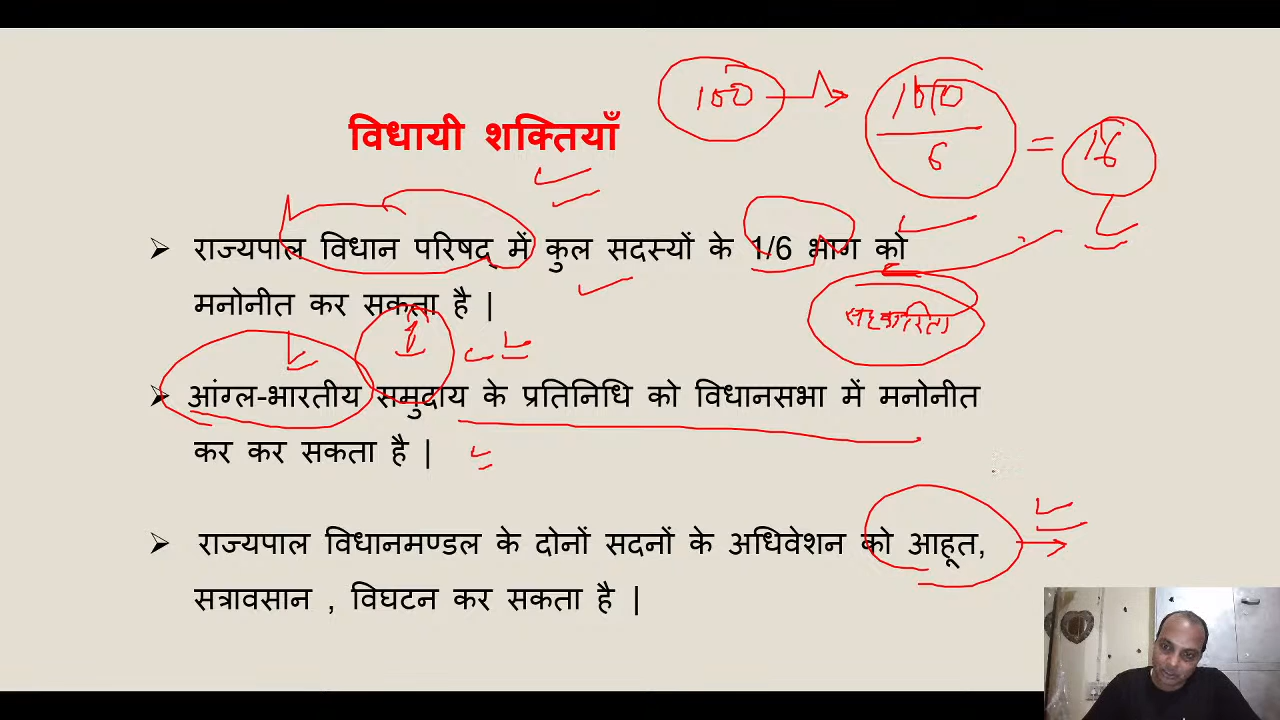 100
100
6
= 16
विधायी शक्तियाँ
राज्यपाल विधान परिषद् में कुल सदस्यों के 1/6 भाग को
मनोनीत कर सकता है |
सहकारिता
1
आंग्ल-भारतीय समुदाय के प्रतिनिधि को विधानसभा में मनोनीत
कर कर सकता है |
राज्यपाल विधानमण्डल के दोनों सदनों के अधिवेशन को आहूत,
सत्रावसान , विघटन कर सकता है |